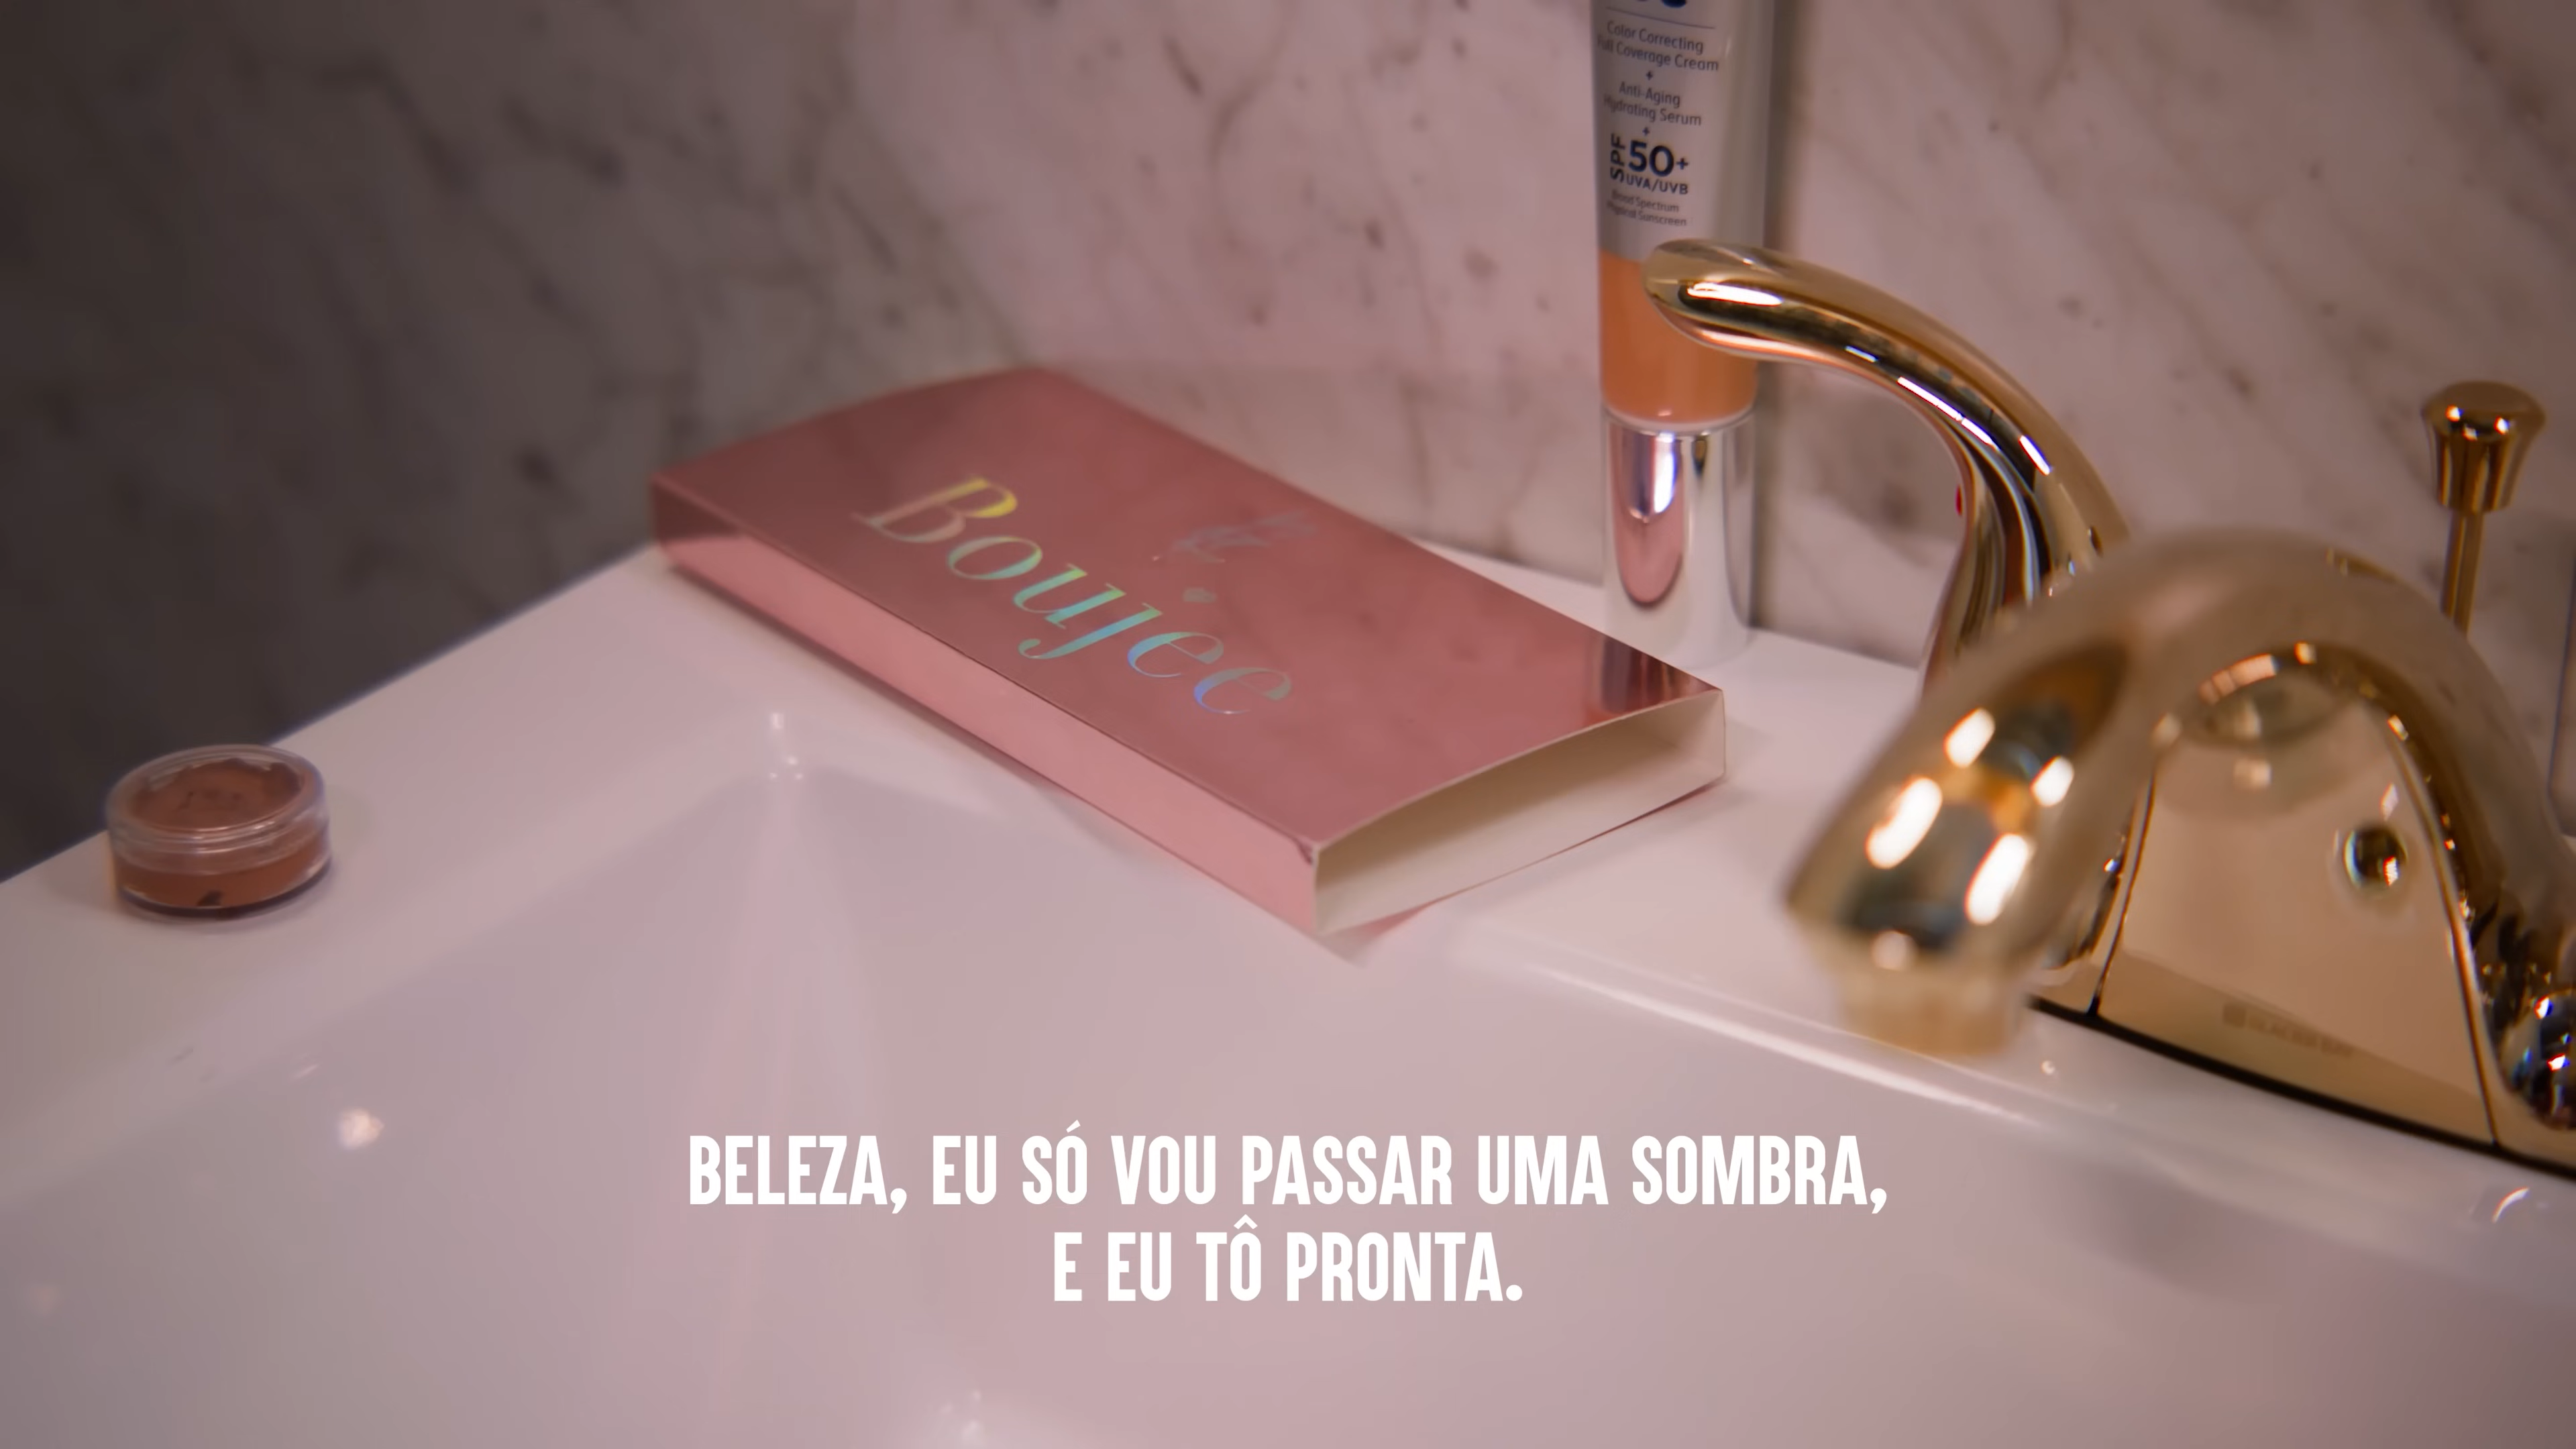 Color Correcting
Full Coverage Cream
+
Anti-Aging
Hydrating Serum
+
SPF 50+
UVA/UVB
Broad Spectrum
Physical Sunscreen
Boujee
BELEZA, EU SÓ VOU PASSAR UMA SOMBRA,
E EU TÔ PRONTA.